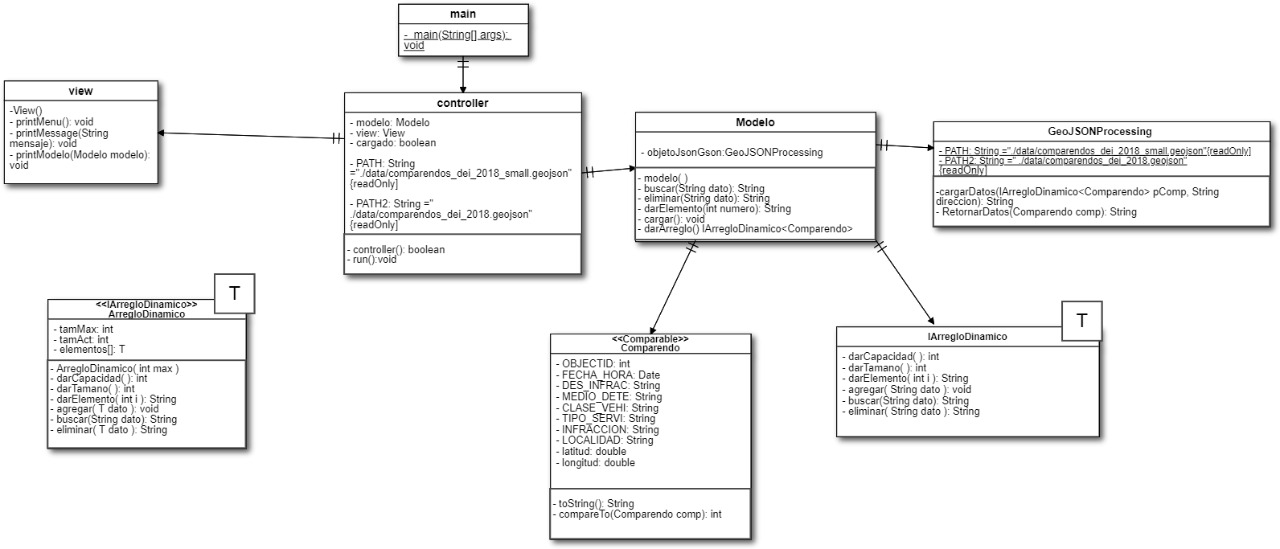 main
- main(String[] args):
void
view
-View()
- printMenu(): void
- printMessage(String
mensaje): void
- printModelo(Modelo modelo):
void
controller
- modelo: Modelo
- view: View
- cargado: boolean
- PATH: String
="./data/comparendos_dei_2018_small.geojson"
{readOnly]
- PATH2: String ="
./data/comparendos_dei_2018.geojson"
{readOnly]
- controller(): boolean
- run():void
Modelo
- objetoJsonGson:GeoJSONProcessing
- modelo( )
- buscar(String dato): String
- eliminar(String dato): String
- darElemento(int numero): String
- cargar(): void
- darArreglo() IArregloDinamico<Comparendo>
GeoJSONProcessing
- PATH: String ="./data/comparendos_dei_2018_small.geojson"{readOnly]
- PATH2: String ="./data/comparendos_dei_2018.geojson"
{readOnly]
-cargarDatos(IArregloDinamico<Comparendo> pComp, String
direccion): String
- RetornarDatos(Comparendo comp): String
T
<<IArregloDinamico>>
ArregloDinamico
- tamMax: int
- tamAct: int
- elementos[]: T
- ArregloDinamico( int max )
- darCapacidad( ): int
- darTamano( ): int
- darElemento( int i ): String
- agregar( T dato ): void
- buscar(String dato): String
- eliminar( T dato ): String
<<Comparable>>
Comparendo
- OBJECTID: int
- FECHA_HORA: Date
- DES_INFRAC: String
- MEDIO_DETE: String
- CLASE_VEHI: String
- TIPO_SERVI: String
- INFRACCION: String
- LOCALIDAD: String
- latitud: double
- longitud: double
- toString(): String
- compareTo(Comparendo comp): int
T
IArregloDinamico
- darCapacidad( ): int
- darTamano( ): int
- darElemento( int i ): String
- agregar( String dato ): void
- buscar(String dato): String
- eliminar( String dato ): String